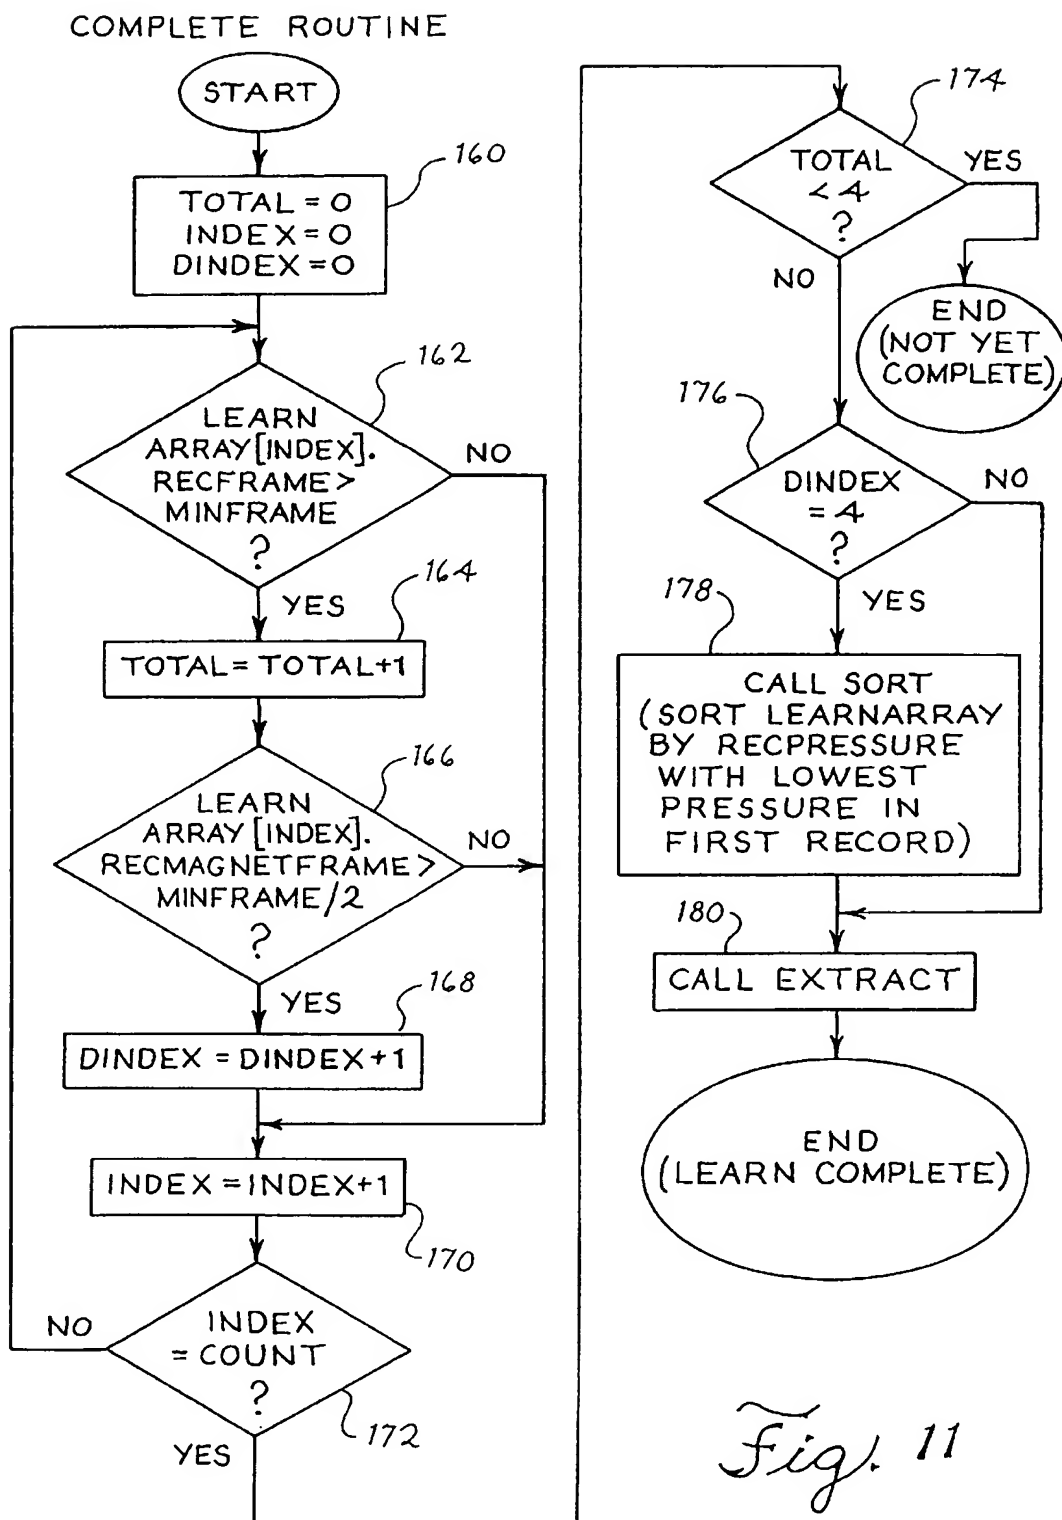 COMPLETE ROUTINE
START
160
TOTAL = 0
INDEX = 0
DINDEX = 0
162
LEARN
ARRAY[INDEX].
RECFRAME >
MINFRAME
?
NO
YES
164
TOTAL = TOTAL+1
166
LEARN
ARRAY[INDEX].
RECMAGNETFRAME >
MINFRAME/2
?
NO
YES
168
DINDEX = DINDEX+1
INDEX = INDEX+1
170
NO
INDEX
= COUNT
?
172
YES
174
TOTAL
< 4
?
YES
NO
END
(NOT YET
COMPLETE)
176
DINDEX
= 4
?
NO
YES
178
CALL SORT
(SORT LEARNARRAY
BY RECPRESSURE
WITH LOWEST
PRESSURE IN
FIRST RECORD)
180
CALL EXTRACT
END
(LEARN COMPLETE)
Fig. 11